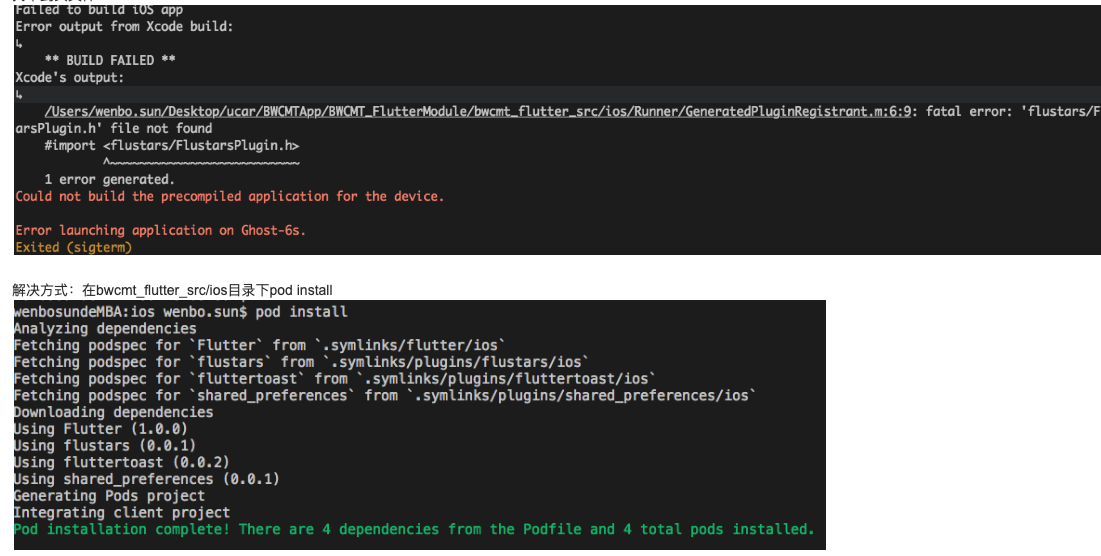 Failed to build iOS app
Error output from Xcode build:
↳
** BUILD FAILED **
Xcode's output:
↳
/Users/wenbo.sun/Desktop/ucar/BWCMTApp/BWCMT_FlutterModule/bwcmt_flutter_src/ios/Runner/GeneratedPluginRegistrant.m:6:9: fatal error: 'flustars/Fl
arsPlugin.h' file not found
#import <flustars/FlustarsPlugin.h>
^~~~~~~~~~~~~~~~~~~~~~~~~~~
1 error generated.
Could not build the precompiled application for the device.
Error launching application on Ghost-6s.
Exited (sigterm)
解决方式：在bwcmt_flutter_src/ios目录下pod install
wenbosundeMBA:ios wenbo.sun$ pod install
Analyzing dependencies
Fetching podspec for `Flutter` from `.symlinks/flutter/ios`
Fetching podspec for `flustars` from `.symlinks/plugins/flustars/ios`
Fetching podspec for `fluttertoast` from `.symlinks/plugins/fluttertoast/ios`
Fetching podspec for `shared_preferences` from `.symlinks/plugins/shared_preferences/ios`
Downloading dependencies
Using Flutter (1.0.0)
Using flustars (0.0.1)
Using fluttertoast (0.0.2)
Using shared_preferences (0.0.1)
Generating Pods project
Integrating client project
Pod installation complete! There are 4 dependencies from the Podfile and 4 total pods installed.